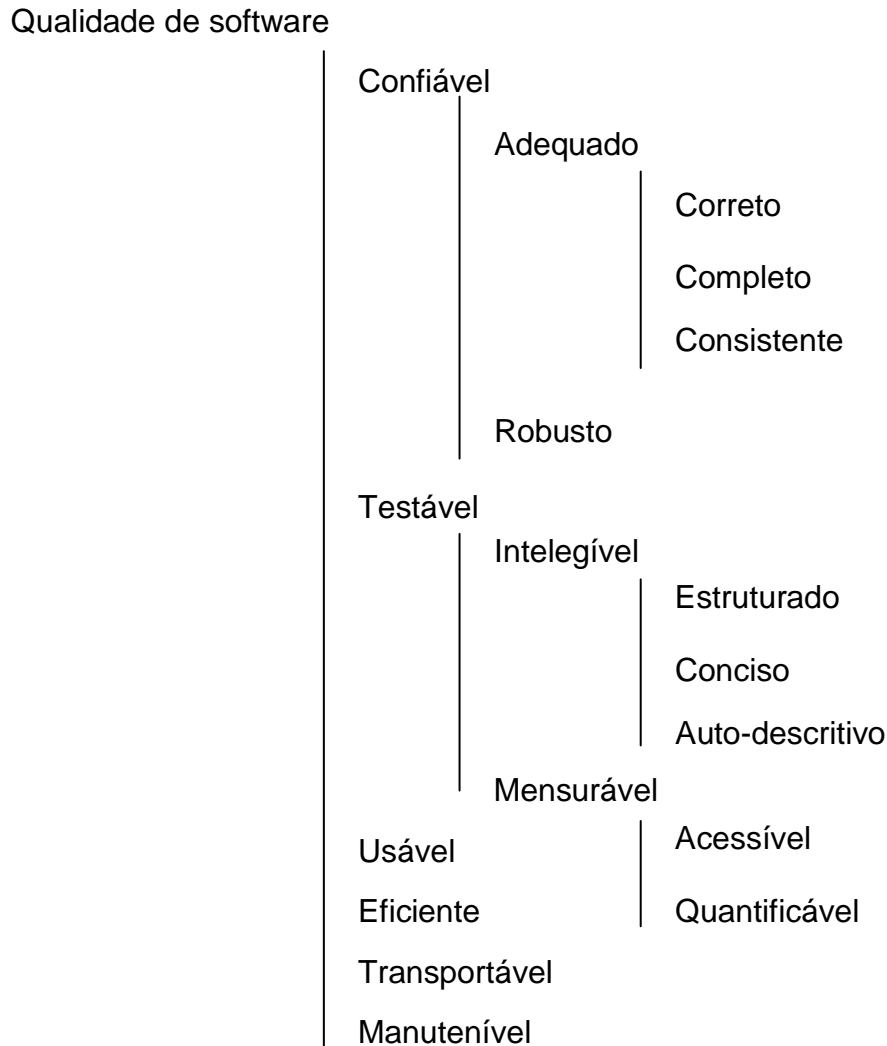 Qualidade de software
Confiável
Adequado
Correto
Completo
Consistente
Robusto
Testável
Intelegível
Estruturado
Conciso
Auto-descritivo
Mensurável
Acessível
Quantificável
Usável
Eficiente
Transportável
Manutenível